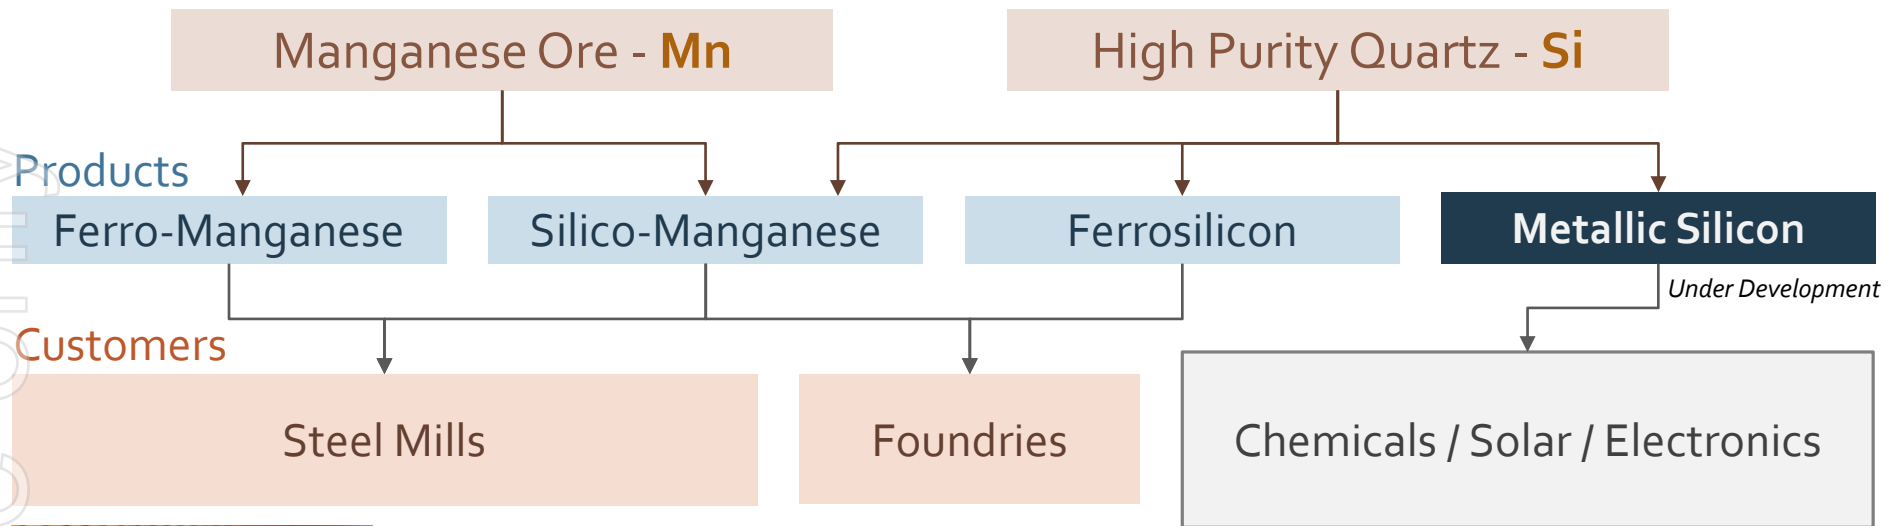 Manganese Ore - Mn
High Purity Quartz - Si
Products
Ferro-Manganese
Silico-Manganese
Ferrosilicon
Metallic Silicon
Under Development
Customers
Steel Mills
Foundries
Chemicals / Solar / Electronics